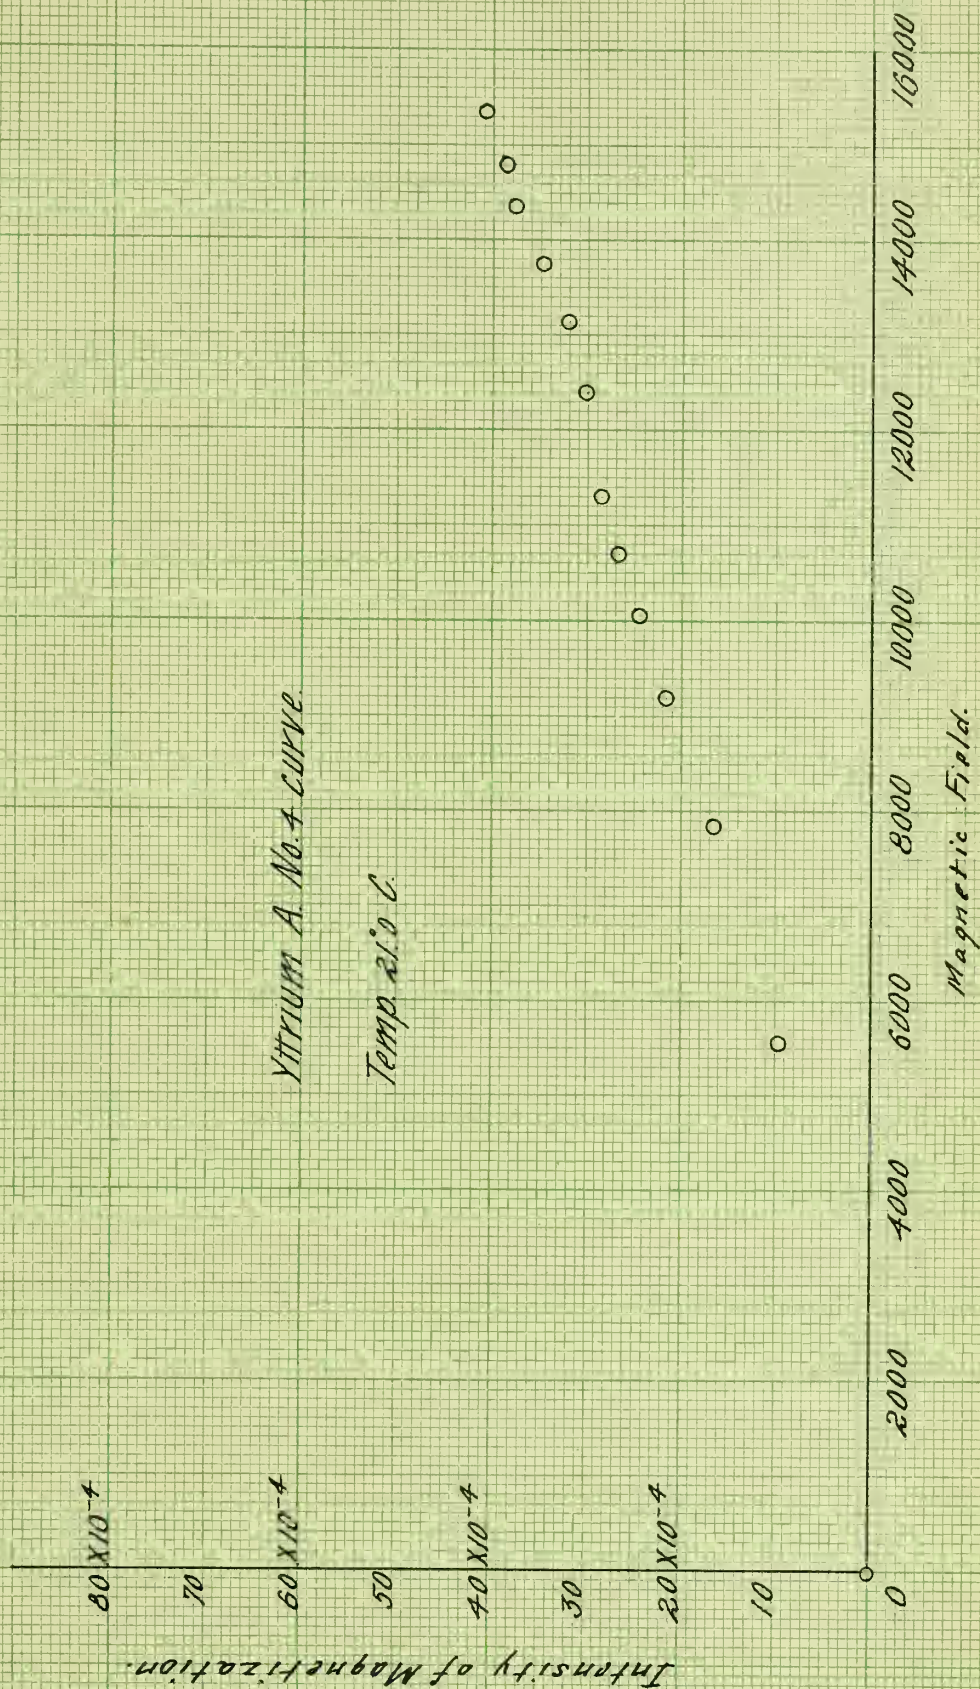 Yttrium A. No. 4 curve.
Temp. 21.°0 C.
Intensity of Magnetization.
80 X10⁻⁴
70
60 X10⁻⁴
50
40 X10⁻⁴
30
20 X10⁻⁴
10
0
2000
4000
6000
8000
10000
12000
14000
16000
Magnetic Field.